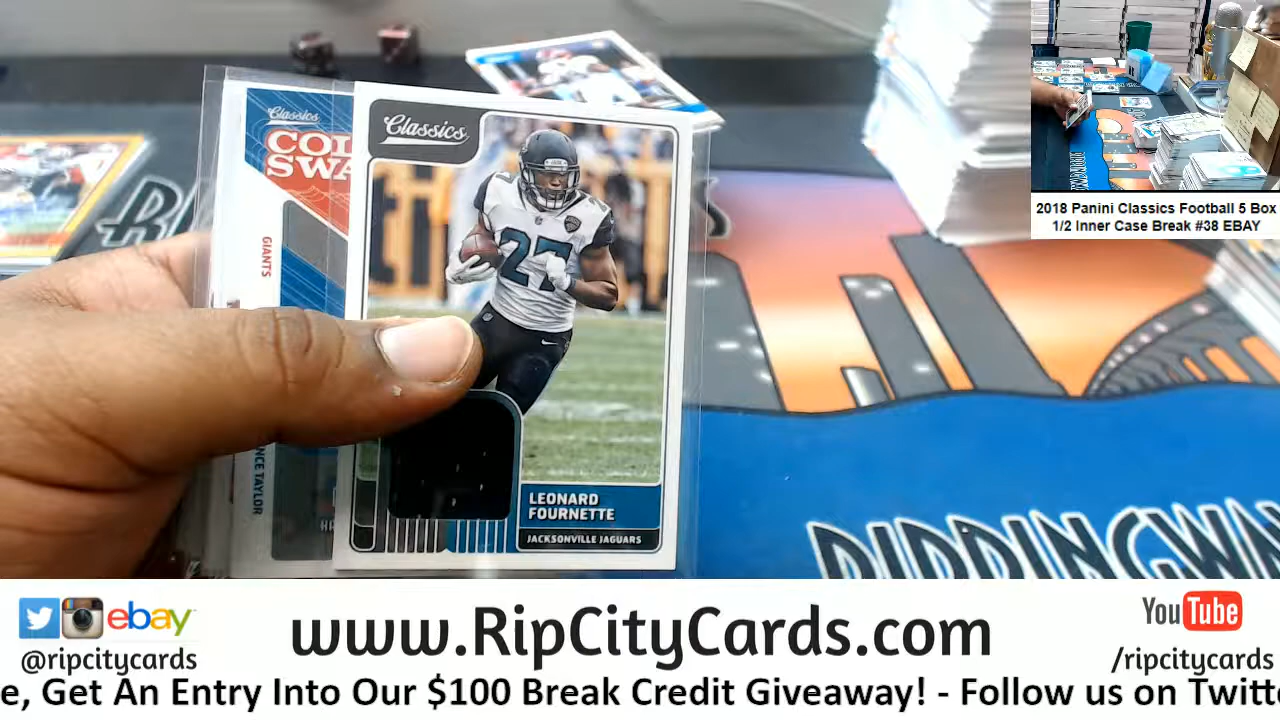 Classics
COL
SWA
GIANTS
NCE TAYLOR
Classics
27
LEONARD
FOURNETTE
JACKSONVILLE JAGUARS
2018 Panini Classics Football 5 Box
1/2 Inner Case Break #38 EBAY
www.RipCityCards.com
ebay
@ripcitycards
You Tube
/ripcitycards
e, Get An Entry Into Our $100 Break Credit Giveaway! - Follow us on Twitte